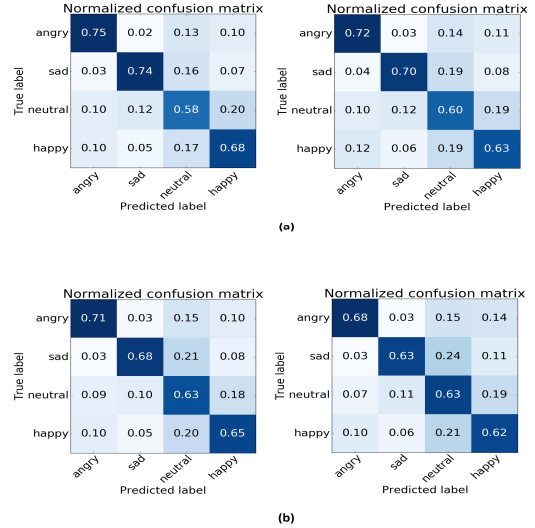 Normalized confusion matrix
angry 0.75 0.02 0.13 0.10
sad 0.03 0.74 0.16 0.07
neutral 0.10 0.12 0.58 0.20
happy 0.10 0.05 0.17 0.68
True label
angry sad neutral happy
Predicted label
Normalized confusion matrix
angry 0.72 0.03 0.14 0.11
sad 0.04 0.70 0.19 0.08
neutral 0.10 0.12 0.60 0.19
happy 0.12 0.06 0.19 0.63
True label
angry sad neutral happy
Predicted label
(a)
Normalized confusion matrix
angry 0.71 0.03 0.15 0.10
sad 0.03 0.68 0.21 0.08
neutral 0.09 0.10 0.63 0.18
happy 0.10 0.05 0.20 0.65
True label
angry sad neutral happy
Predicted label
Normalized confusion matrix
angry 0.68 0.03 0.15 0.14
sad 0.03 0.63 0.24 0.11
neutral 0.07 0.11 0.63 0.19
happy 0.10 0.06 0.21 0.62
True label
angry sad neutral happy
Predicted label
(b)